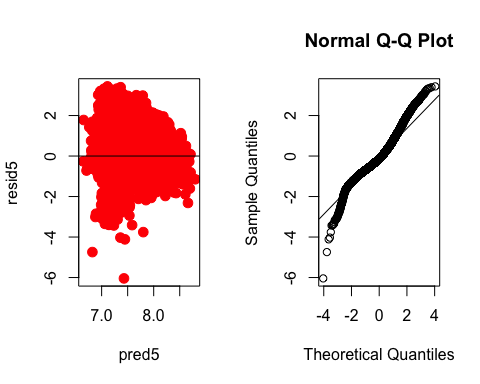 resid5
2
0
-2
-4
-6
7.0 8.0
pred5
Normal Q-Q Plot
Sample Quantiles
2
0
-2
-4
-6
-4 -2 0 2 4
Theoretical Quantiles